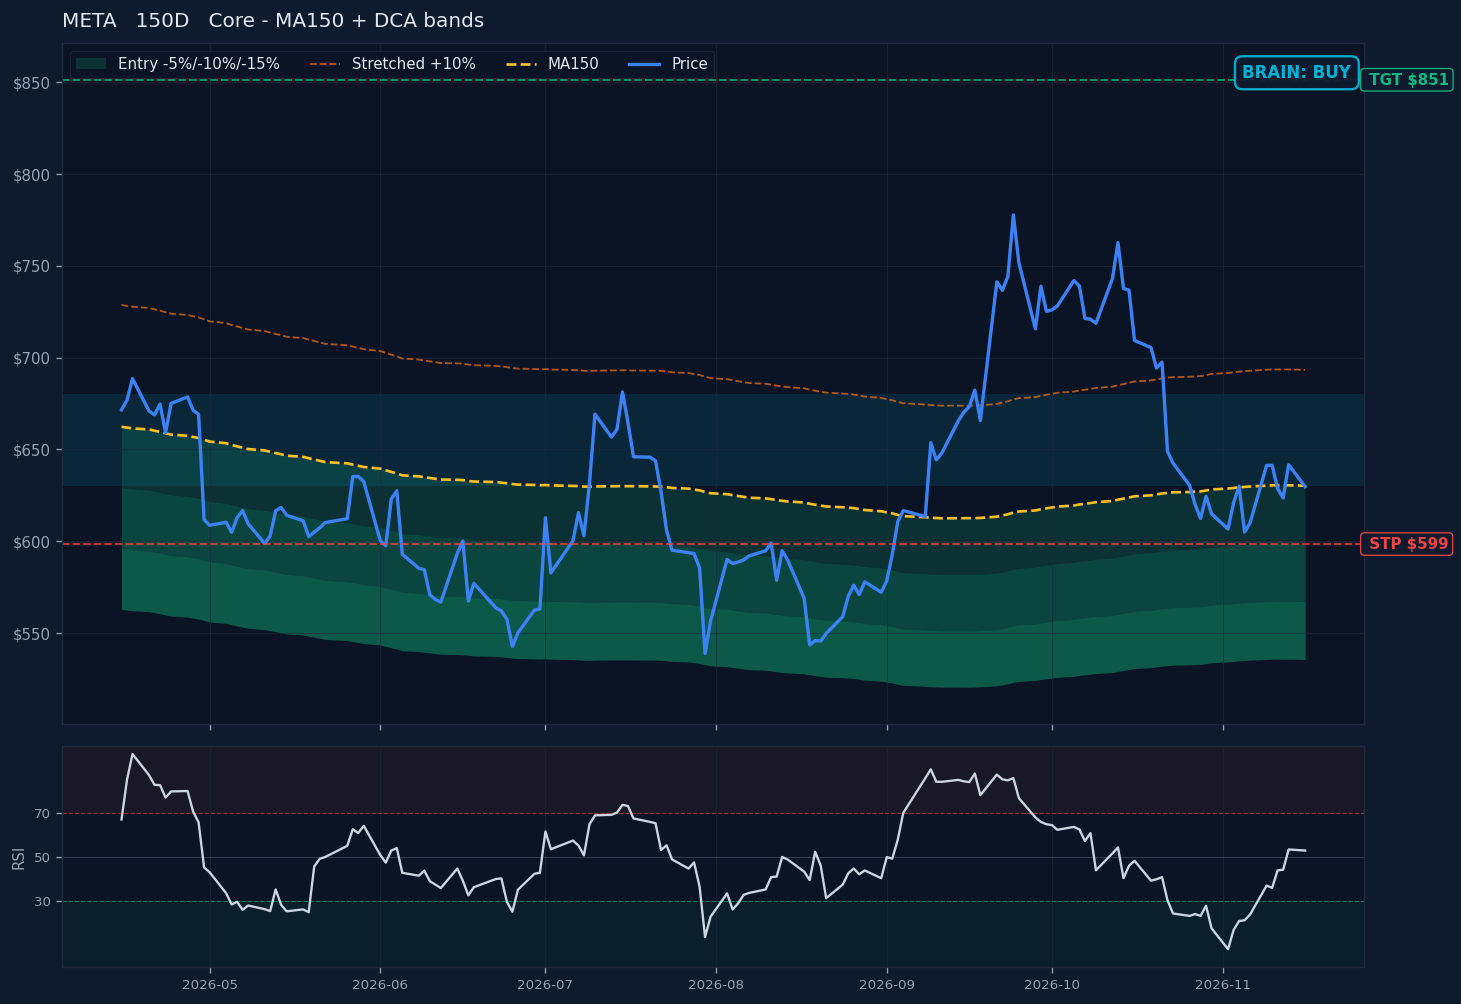 META   150D   Core - MA150 + DCA bands
Entry -5%/-10%/-15%   Stretched +10%   MA150   Price
BRAIN: BUY
TGT $851
$850
$800
$750
$700
$650
$600
STP $599
$550
RSI
70
50
30
2026-05   2026-06   2026-07   2026-08   2026-09   2026-10   2026-11